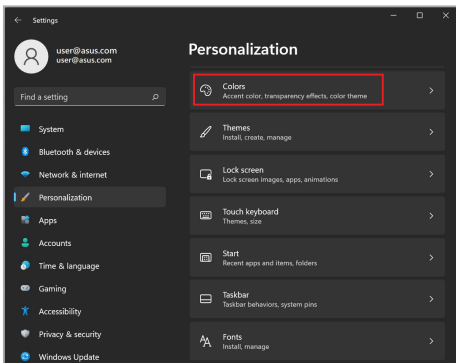 Settings
user@asus.com
user@asus.com
Find a setting
System
Bluetooth & devices
Network & internet
Personalization
Apps
Accounts
Time & language
Gaming
Accessibility
Privacy & security
Windows Update
Personalization
Colors
Accent color, transparency effects, color theme
Themes
Install, create, manage
Lock screen
Lock screen images, apps, animations
Touch keyboard
Themes, size
Start
Recent apps and items, folders
Taskbar
Taskbar behaviors, system pins
Fonts
Install, manage